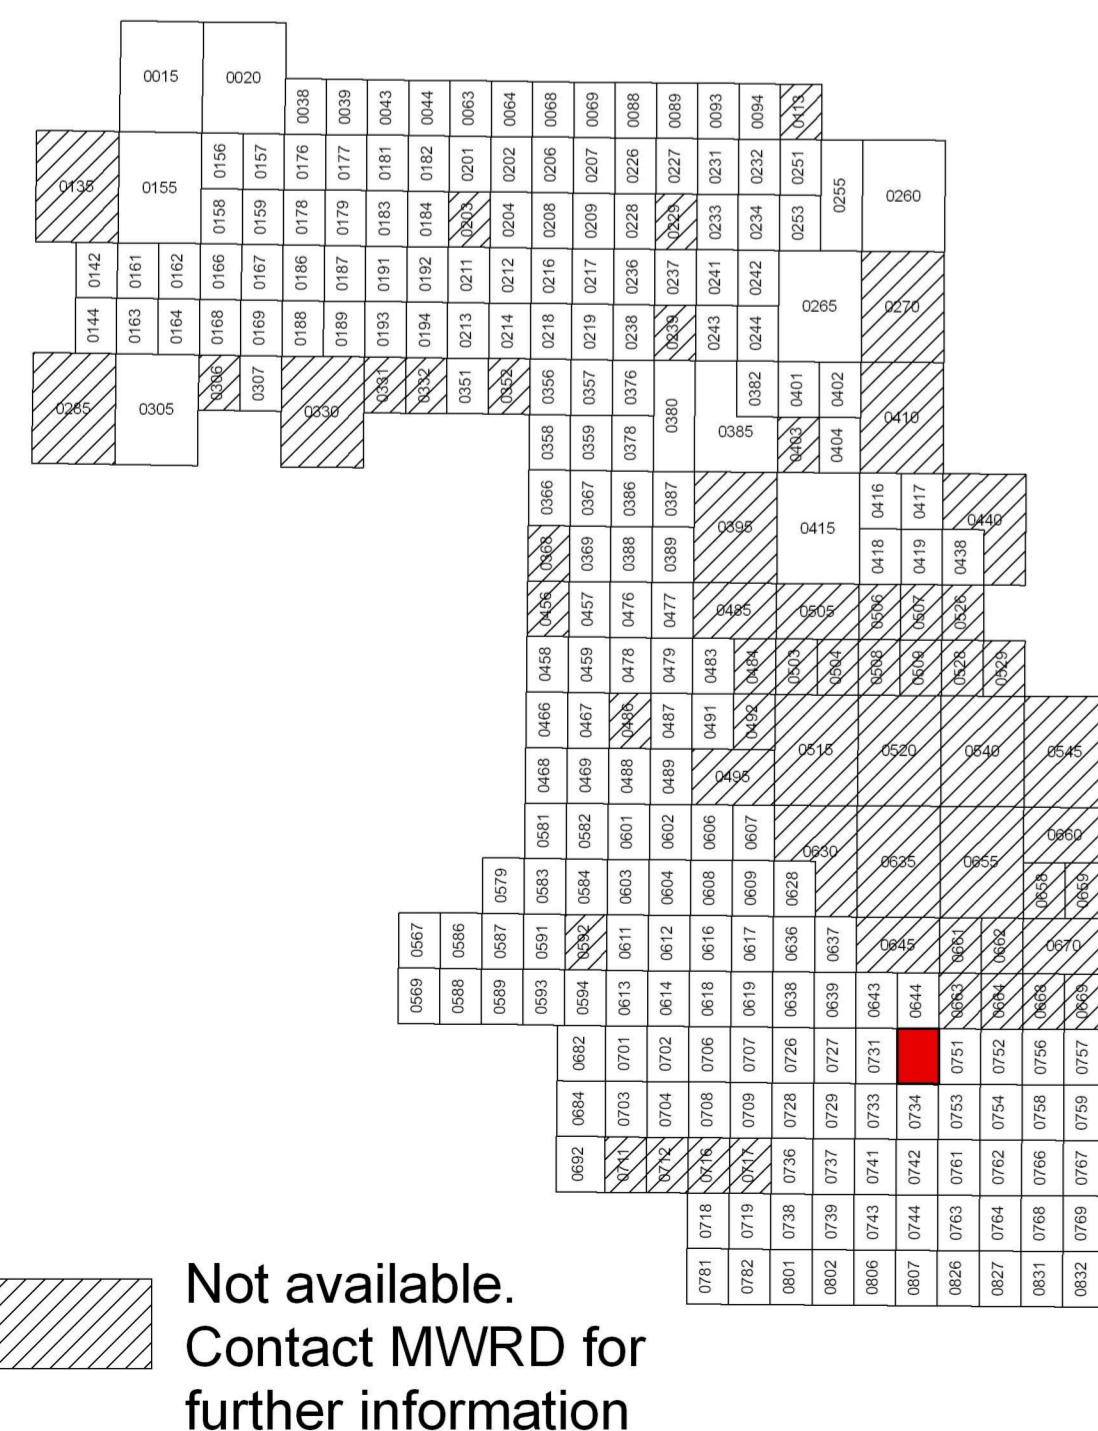 0015 0020
0038 0039 0043 0044 0063 0064 0068 0069 0088 0089 0093 0094 0113
0135 0155 0156 0157 0176 0177 0181 0182 0201 0202 0206 0207 0226 0227 0231 0232 0251 0255 0260
0158 0159 0178 0179 0183 0184 0203 0204 0208 0209 0228 0229 0233 0234 0253
0142 0161 0162 0166 0167 0186 0187 0191 0192 0211 0212 0216 0217 0236 0237 0241 0242 0265 0270
0144 0163 0164 0168 0169 0188 0189 0193 0194 0213 0214 0218 0219 0238 0239 0243 0244
0285 0305 0306 0307 0330 0331 0332 0351 0352 0356 0357 0376 0380 0385 0382 0401 0402 0410
0358 0359 0378 0403 0404
0366 0367 0386 0387 0395 0415 0416 0417 0440
0368 0369 0388 0389 0418 0419 0438
0456 0457 0476 0477 0485 0505 0506 0507 0526
0458 0459 0478 0479 0483 0484 0503 0504 0508 0509 0528 0529
0466 0467 0486 0487 0491 0492 0515 0520 0540 0545
0468 0469 0488 0489 0495
0581 0582 0601 0602 0606 0607 0630 0635 0655 0660
0579 0583 0584 0603 0604 0608 0609 0628 0658 0659
0567 0586 0587 0591 0592 0611 0612 0616 0617 0636 0637 0645 0661 0662 0670
0569 0588 0589 0593 0594 0613 0614 0618 0619 0638 0639 0643 0644 0663 0664 0668 0669
0682 0701 0702 0706 0707 0726 0727 0731 0751 0752 0756 0757
0684 0703 0704 0708 0709 0728 0729 0733 0734 0753 0754 0758 0759
0692 0711 0712 0716 0717 0736 0737 0741 0742 0761 0762 0766 0767
0718 0719 0738 0739 0743 0744 0763 0764 0768 0769
0781 0782 0801 0802 0806 0807 0826 0827 0831 0832
Not available.
Contact MWRD for
further information